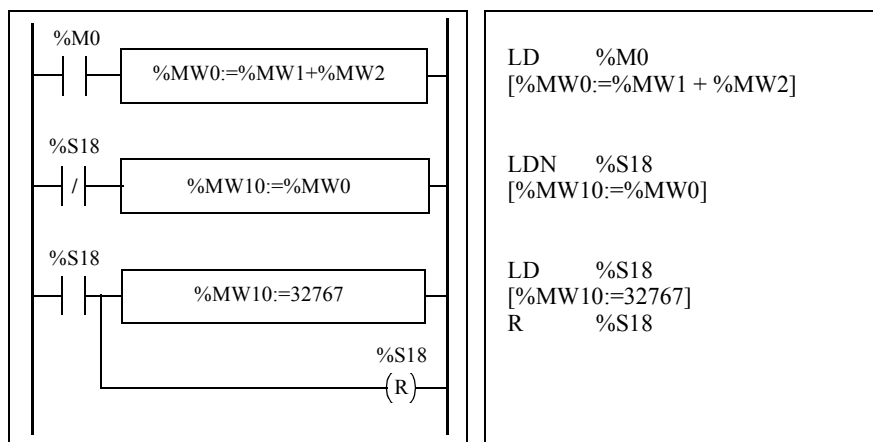 %M0
%MW0:=%MW1+%MW2
%S18
/
%MW10:=%MW0
%S18
%MW10:=32767
%S18
(R)
LD %M0
[%MW0:=%MW1 + %MW2]
LDN %S18
[%MW10:=%MW0]
LD %S18
[%MW10:=32767]
R %S18